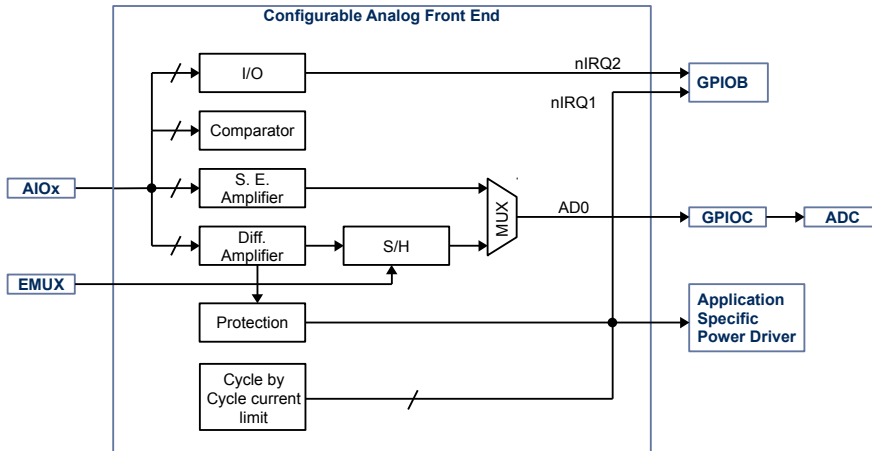 Configurable Analog Front End
I/O
nIRQ2
GPIOB
nIRQ1
Comparator
AIOx
S. E.
Amplifier
MUX
AD0
GPIOC
ADC
Diff.
Amplifier
S/H
EMUX
Protection
Application
Specific
Power Driver
Cycle by
Cycle current
limit